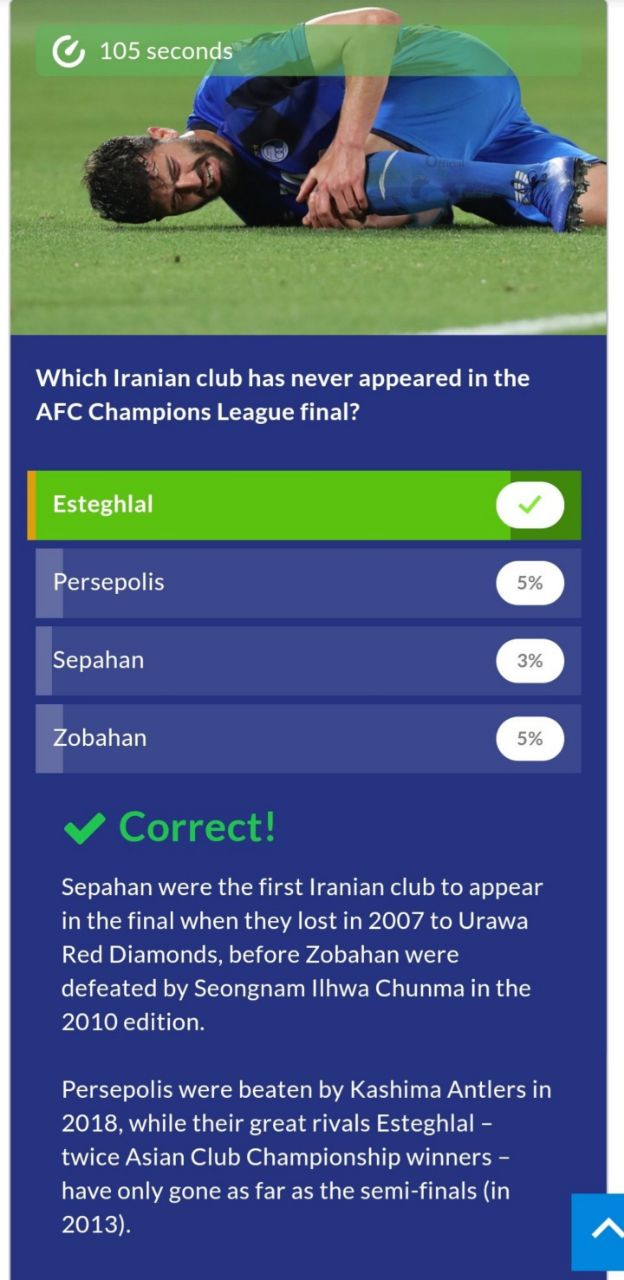 105 seconds
Official
Which Iranian club has never appeared in the
AFC Champions League final?
Esteghlal
Persepolis
5%
Sepahan
3%
Zobahan
5%
Correct!
Sepahan were the first Iranian club to appear
in the final when they lost in 2007 to Urawa
Red Diamonds, before Zobahan were
defeated by Seongnam Ilhwa Chunma in the
2010 edition.
Persepolis were beaten by Kashima Antlers in
2018, while their great rivals Esteghlal –
twice Asian Club Championship winners –
have only gone as far as the semi-finals (in
2013).